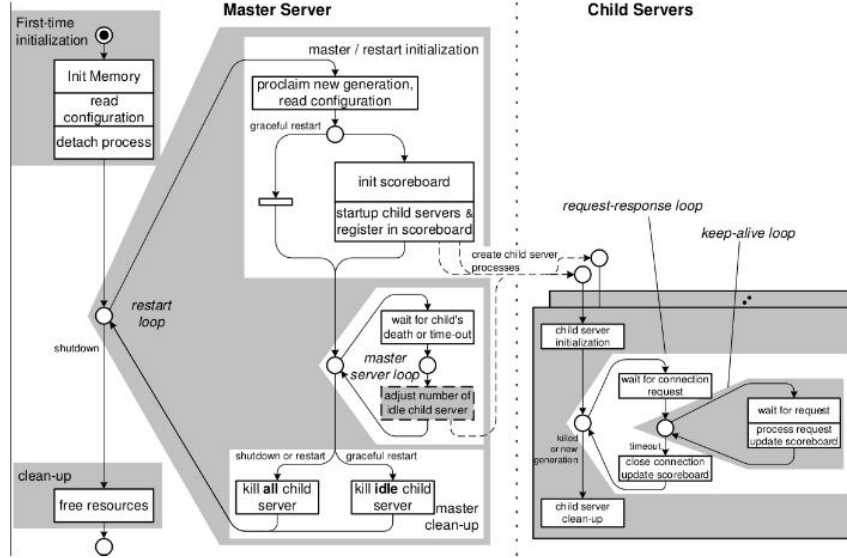 Master Server
Child Servers
First-time
initialization
Init Memory
read
configuration
detach process
master / restart initialization
proclaim new generation,
read configuration
graceful restart
init scoreboard
startup child servers &
register in scoreboard
create child server
processes
request-response loop
keep-alive loop
restart
loop
shutdown
wait for child's
death or time-out
master
server loop
adjust number of
idle child server
child server
initialization
wait for connection
request
wait for request
process request
update scoreboard
killed
or new
generation
timeout
close connection
update scoreboard
child server
clean-up
shutdown or restart
graceful restart
kill all child
server
kill idle child
server
master
clean-up
clean-up
free resources